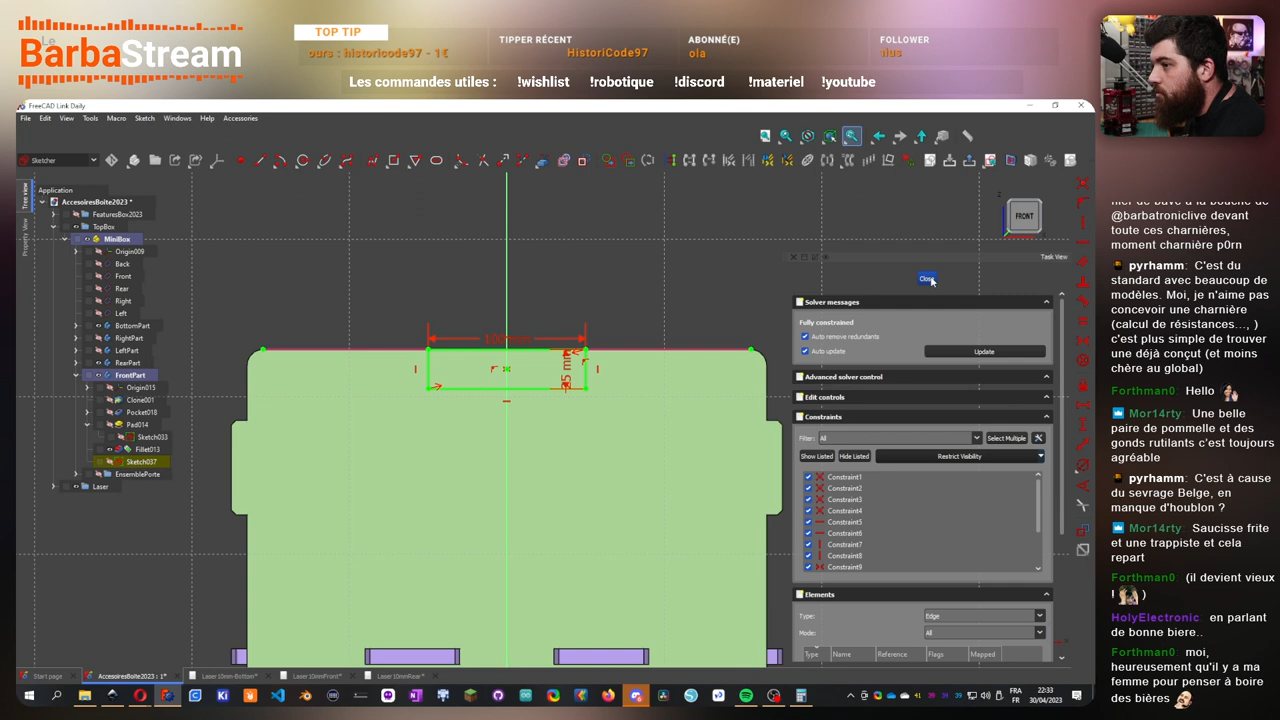 Le
BarbaStream
TOP TIP
ours : historicode97 - 1€
TIPPER RÉCENT
HistoriCode97
ABONNÉ(E)
FOLLOWER
Les commandes utiles : !wishlist !robotique !discord !materiel !youtube
FreeCAD Link Daily
File Edit View Tools Macro Sketch Windows Help Accessories
Sketcher
Tree view
Property View
Application
AccesoiresBoite2023 *
FeaturesBox2023
TopBox
MiniBox
Origin009
Back
Front
Rear
Right
Left
BottomPart
RightPart
LeftPart
RearPart
FrontPart
Origin015
Clone001
Pocket018
Pad014
Sketch033
Fillet013
Sketch037
EnsemblePorte
Laser
FRONT
Task View
Close
Solver messages
Fully constrained
Auto remove redundants
Auto update
Update
Advanced solver control
Edit controls
Constraints
Filter: All Select Multiple
Show Listed Hide Listed Restrict Visibility
Constraint1
Constraint2
Constraint3
Constraint4
Constraint5
Constraint6
Constraint7
Constraint8
Constraint9
Elements
Type: Edge
Mode: All
Type Name Reference Flags Mapped
Start page AccesoiresBoite2023 : 1* Laser10mm-Bottom* Laser10mmFront* Laser10mmRear*
FRA
FR
22:33
30/04/2023
@barbatroniclive devant
toute ces charnières,
moment charnière p0rn
pyrhamm: C'est du
standard avec beaucoup de
modèles. Moi, je n'aime pas
concevoir une charnière
(calcul de résistances..., )
c'est plus simple de trouver
une déjà conçut (et moins
chère au global)
Forthman0: Hello
Mor14rty: Une belle
paire de pommelle et des
gonds rutilants c'est toujours
agréable
pyrhamm: C'est à cause
du sevrage Belge, en
manque d'houblon ?
Mor14rty: Saucisse frite
et une trappiste et cela
repart
Forthman0: (il devient vieux
! )
HolyElectronic: en parlant
de bonne biere..
Forthman0: moi,
heureusement qu'il y a ma
femme pour penser à boire
des bières